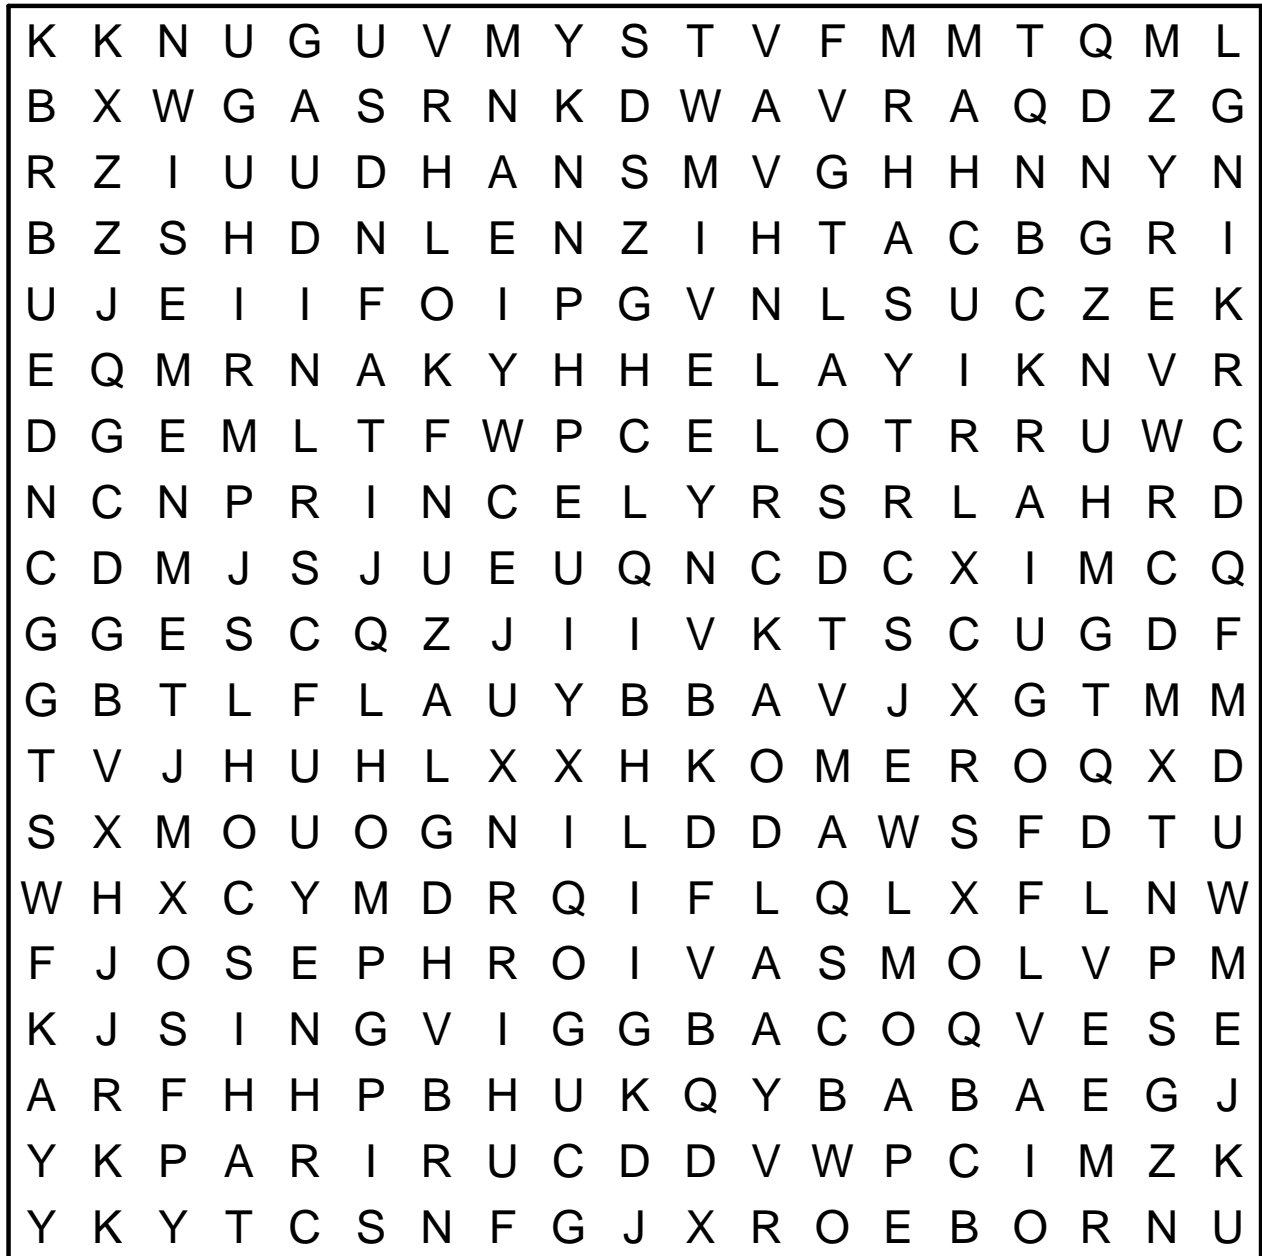 K K N U G U V M Y S T V F M M T Q M L
B X W G A S R N K D W A V R A Q D Z G
R Z I U U D H A N S M V G H H N N Y N
B Z S H D N L E N Z I H T A C B G R I
U J E I I F O I P G V N L S U C Z E K
E Q M R N A K Y H H E L A Y I K N V R
D G E M L T F W P C E L O T R R U W C
N C N P R I N C E L Y R S R L A H R D
C D M J S J U E U Q N C D C X I M C Q
G G E S C Q Z J I I V K T S C U G D F
G B T L F L A U Y B B A V J X G T M M
T V J H U H L X X H K O M E R O Q X D
S X M O U O G N I L D D A W S F D T U
W H X C Y M D R Q I F L Q L X F L N W
F J O S E P H R O I V A S M O L V P M
K J S I N G V I G G B A C O Q V E S E
A R F H H P B H U K Q Y B A B A E G J
Y K P A R I R U C D D V W P C I M Z K
Y K Y T C S N F G J X R O E B O R N U